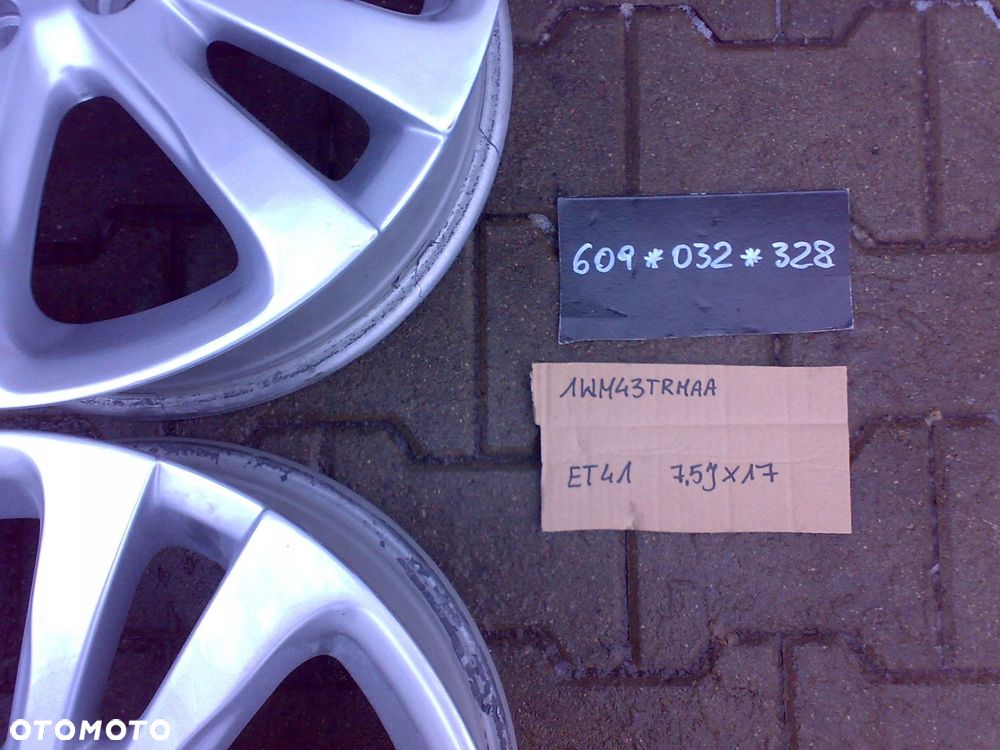 609*032*328
1WM43TRMAA
ET41 7,5J×17
OTOMOTO